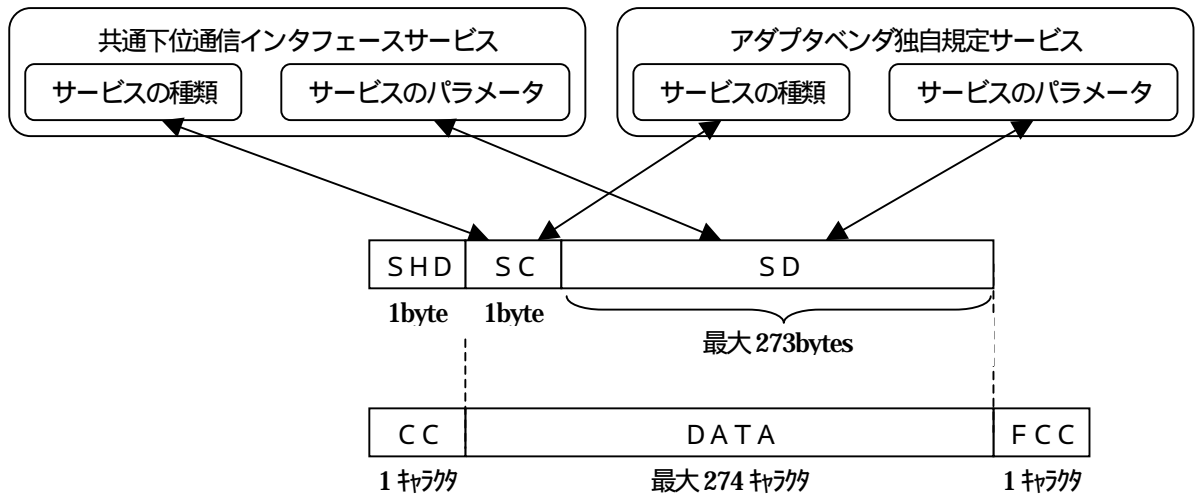 共通下位通信インタフェースサービス
サービスの種類
サービスのパラメータ
アダプタベンダ独自規定サービス
サービスの種類
サービスのパラメータ
ＳＨＤ
ＳＣ
ＳＤ
1byte
1byte
最大 273bytes
ＣＣ
ＤＡＴＡ
ＦＣＣ
1 ｷｬﾗｸﾀ
最大 274 ｷｬﾗｸﾀ
1 ｷｬﾗｸﾀ